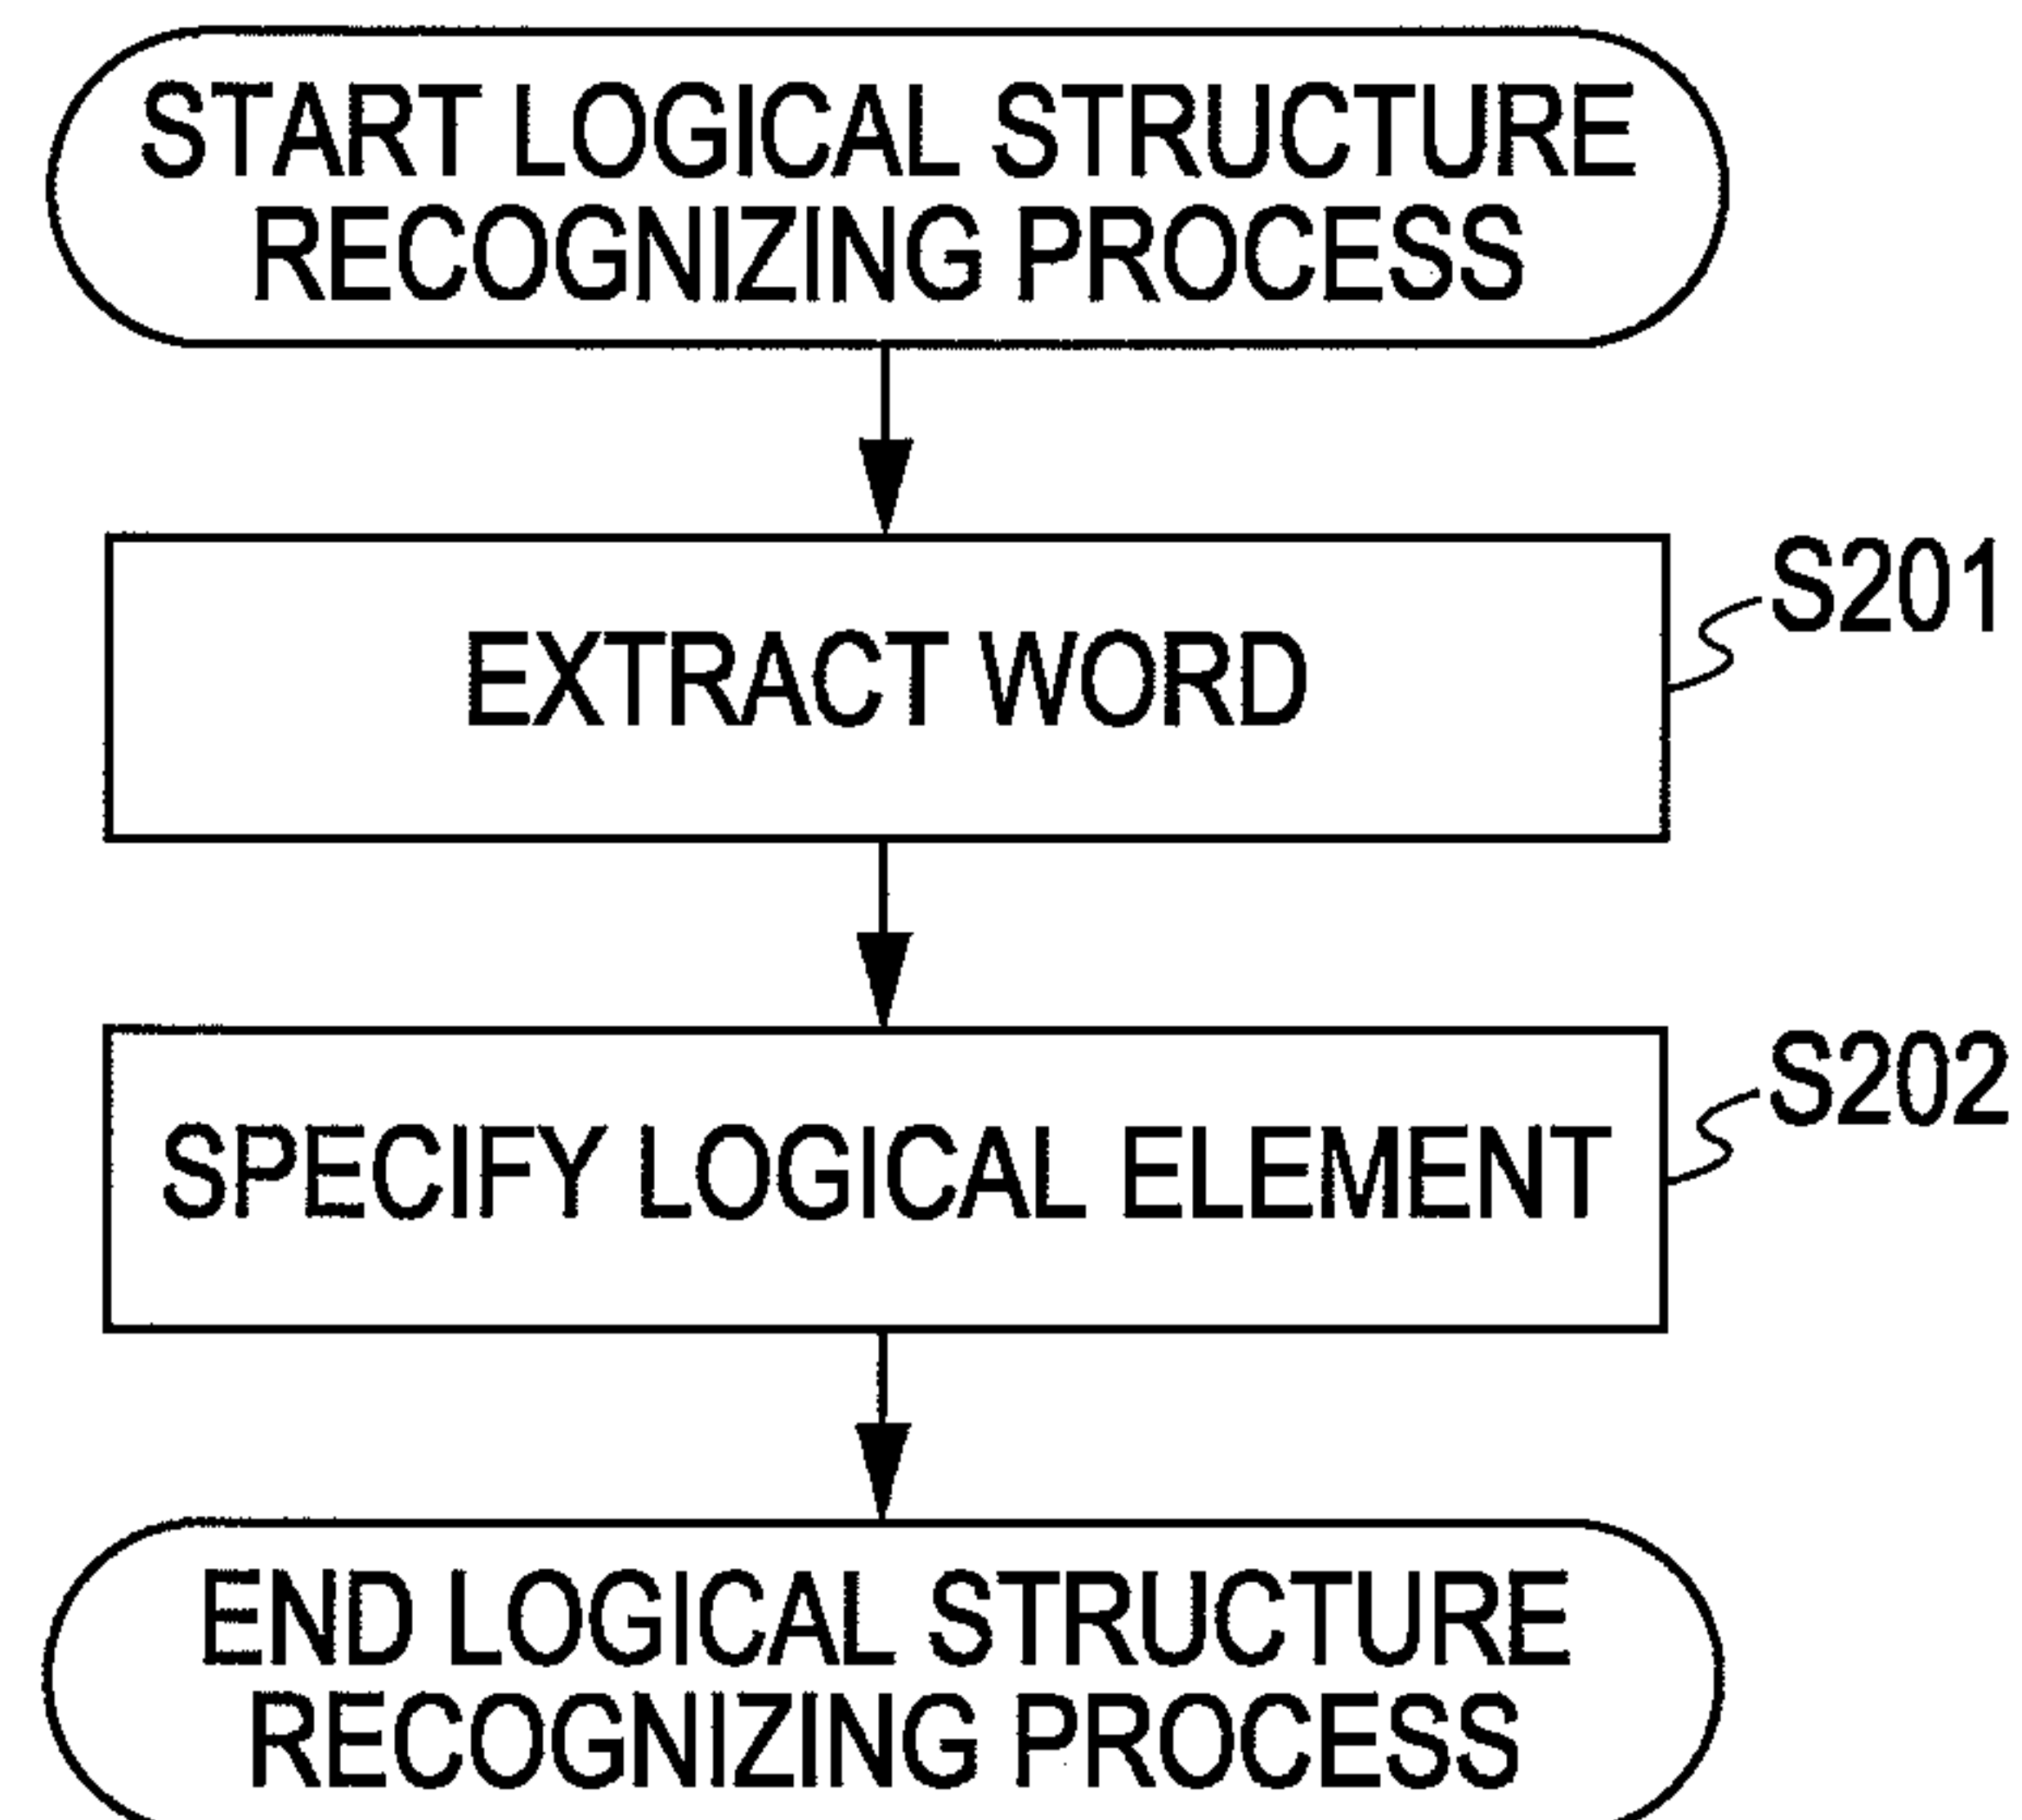 START LOGICAL STRUCTURE
RECOGNIZING PROCESS
EXTRACT WORD
S201
SPECIFY LOGICAL ELEMENT
S202
END LOGICAL STRUCTURE
RECOGNIZING PROCESS